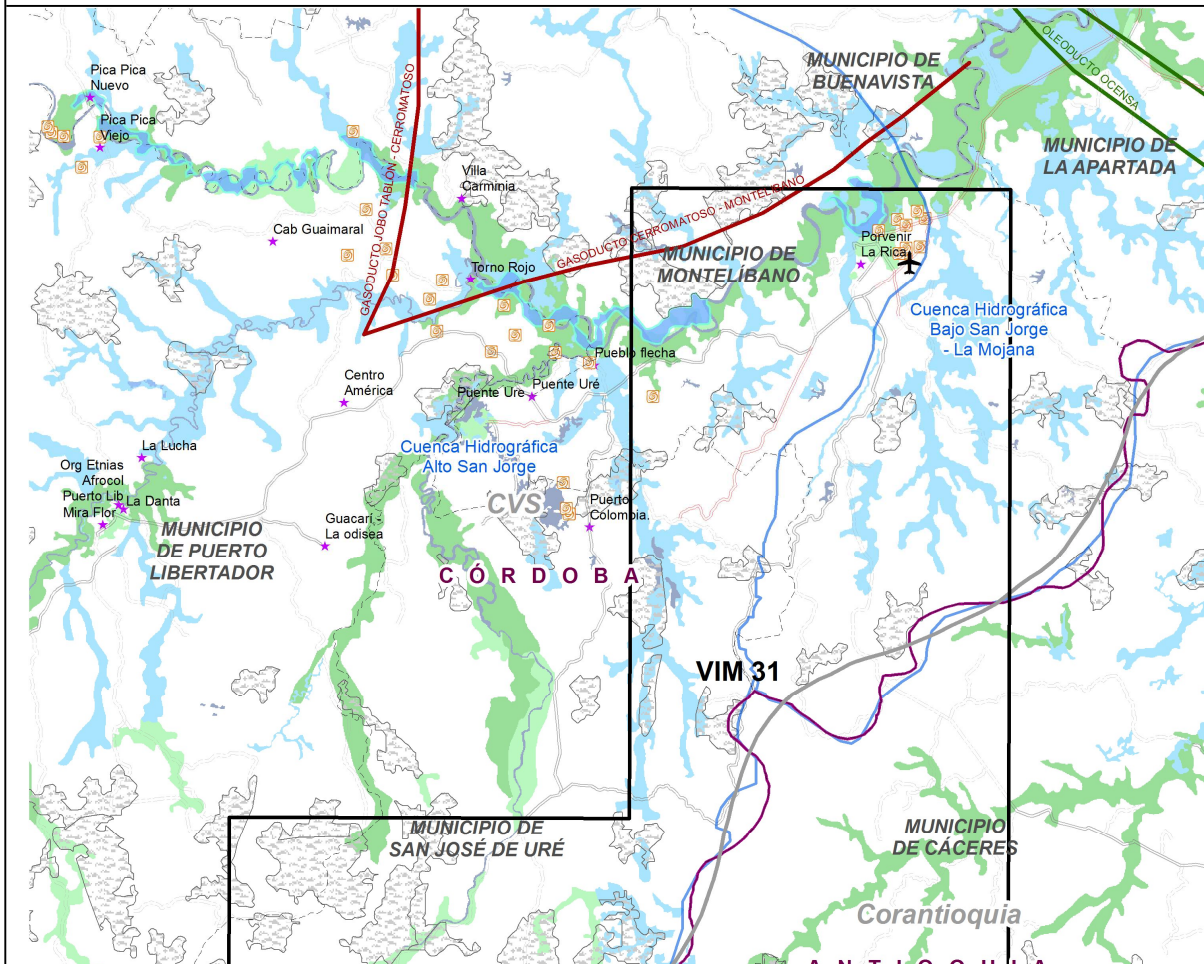 OLEODUCTO OCENSA
MUNICIPIO DE
BUENAVISTA
Pica Pica
Nuevo
Pica Pica
Viejo
GASODUCTO JOBO TABLÓN - CERROMATOSO
MUNICIPIO DE
LA APARTADA
Villa
Carminia
GASODUCTO CERROMATOSO - MONTELÍBANO
Cab Guaimaral
Porvenir
La Rica
MUNICIPIO DE
MONTELÍBANO
Torno Rojo
Cuenca Hidrográfica
Bajo San Jorge
- La Mojana
Pueblo flecha
Centro
América
Puente Ure
Puente Uré
La Lucha
Cuenca Hidrográfica
Alto San Jorge
Org Etnias
Afrocol
Puerto Lib
La Danta
Mira Flor
CVS
Puerto
Colombia.
Guacari -
La odisea
MUNICIPIO
DE PUERTO
LIBERTADOR
CÓRDOBA
VIM 31
MUNICIPIO DE
SAN JOSÉ DE URÉ
MUNICIPIO
DE CÁCERES
Corantioquia
ANTIOQUIA